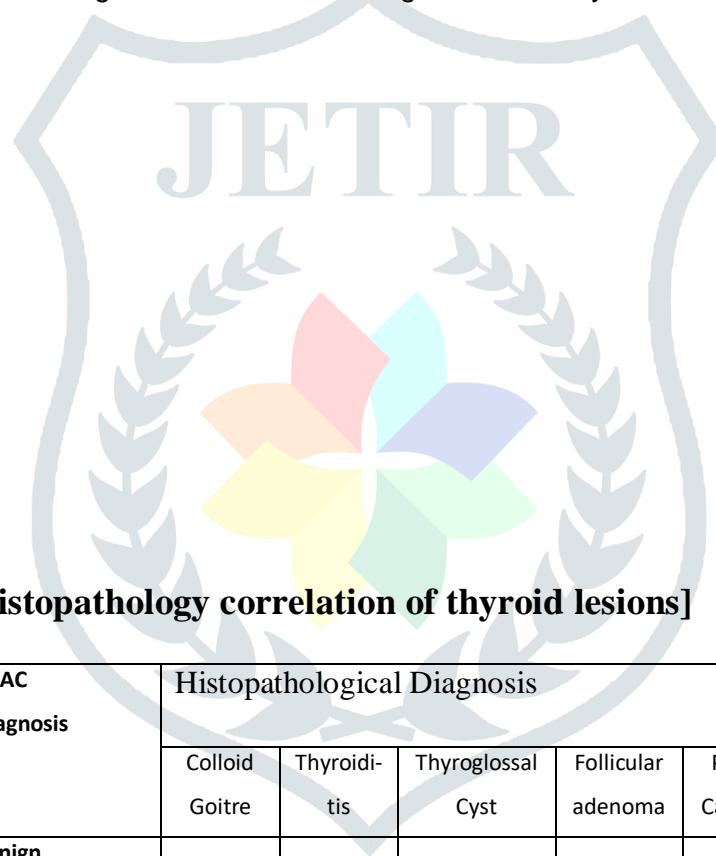 JETIR
istopathology correlation of thyroid lesions]
AC Histopathological Diagnosis
agnosis
Colloid Thyroidi- Thyroglossal Follicular
Goitre tis Cyst adenoma
nign